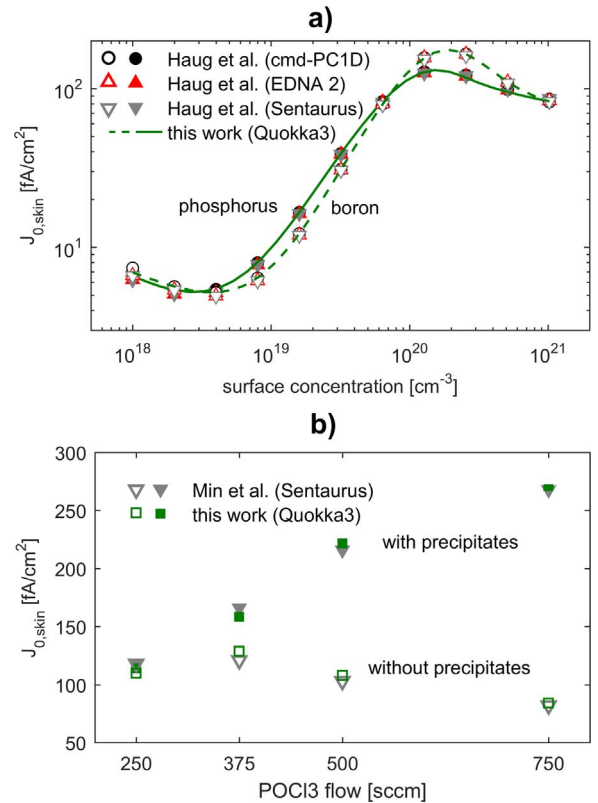 a)
Haug et al. (cmd-PC1D)
Haug et al. (EDNA 2)
Haug et al. (Sentaurus)
this work (Quokka3)
phosphorus
boron
J0,skin [fA/cm2]
10^2
10^1
10^18
10^19
10^20
10^21
surface concentration [cm-3]
b)
300
250
200
150
100
50
Min et al. (Sentaurus)
this work (Quokka3)
with precipitates
without precipitates
J0,skin [fA/cm2]
250
375
500
750
POCl3 flow [sccm]